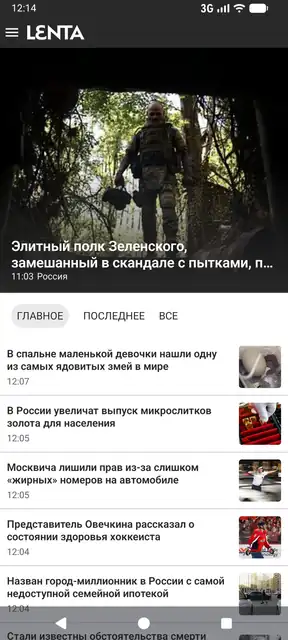 12:14
3G
LENTA
Элитный полк Зеленского,
замешанный в скандале с пытками, п...
11:03 Россия
ГЛАВНОЕ ПОСЛЕДНЕЕ ВСЕ
В спальне маленькой девочки нашли одну
из самых ядовитых змей в мире
12:07
В России увеличат выпуск микрослитков
золота для населения
12:05
Москвича лишили прав из-за слишком
«жирных» номеров на автомобиле
12:05
Представитель Овечкина рассказал о
состоянии здоровья хоккеиста
12:04
Назван город-миллионник в России с самой
недоступной семейной ипотекой
12:04
Стали известны обстоятельства смерти